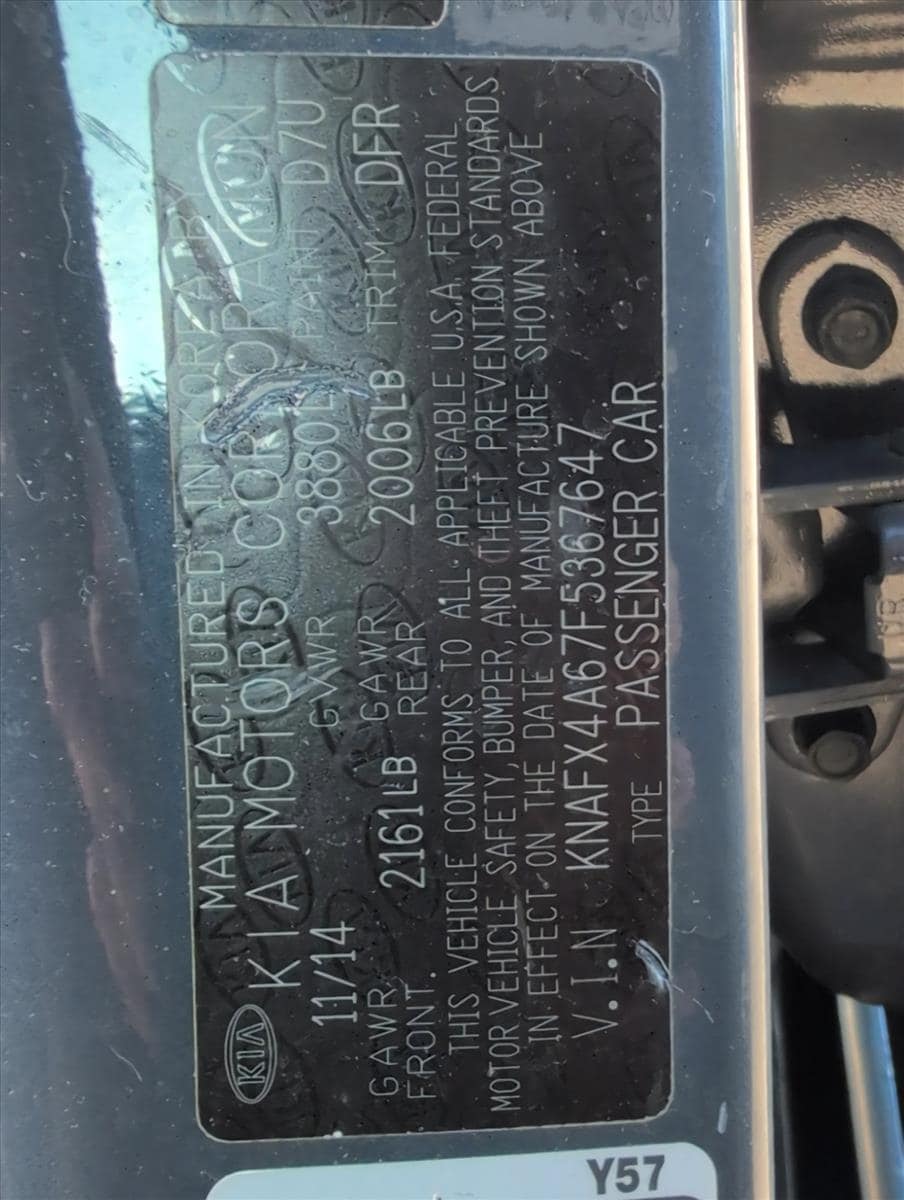 MANUFACTURED IN KOREA BY
KIA KIA MOTORS CORPORATION
11/14 GVWR 3880LB PAINT D7U
GAWR FRONT 2161LB GAWR REAR 2006LB TRIM DFR
THIS VEHICLE CONFORMS TO ALL APPLICABLE U.S.A. FEDERAL
MOTOR VEHICLE SAFETY, BUMPER, AND THEFT PREVENTION STANDARDS
IN EFFECT ON THE DATE OF MANUFACTURE SHOWN ABOVE
V.I.N KNAFX4A67F5367647
TYPE PASSENGER CAR
Y57